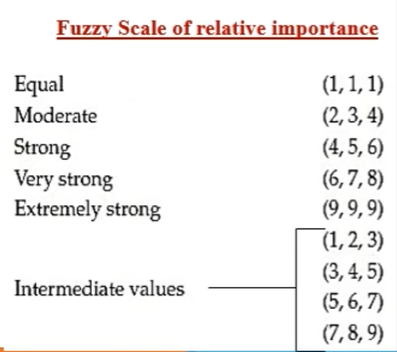 Fuzzy Scale of relative importance
Equal (1, 1, 1)
Moderate (2, 3, 4)
Strong (4, 5, 6)
Very strong (6, 7, 8)
Extremely strong (9, 9, 9)
(1, 2, 3)
(3, 4, 5)
Intermediate values
(5, 6, 7)
(7, 8, 9)